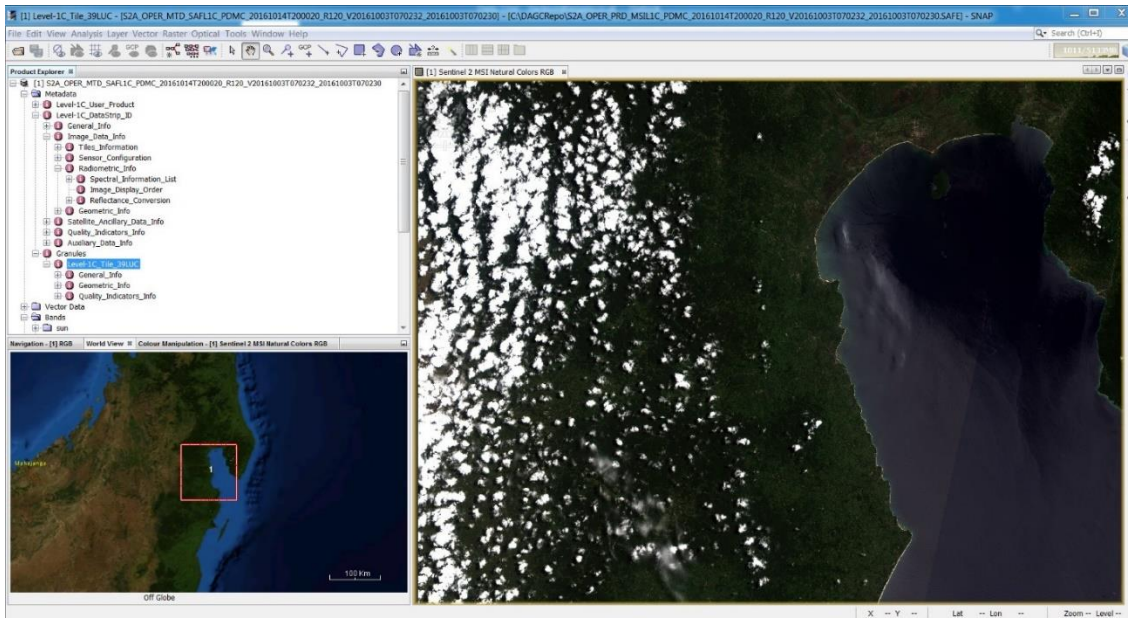 [1] Level-1C_Tile_39LUC - [S2A_OPER_MTD_SAFL1C_PDMC_20161014T200020_R120_V20161003T070232_20161003T070230] - [C:\DAGCRepo\S2A_OPER_PRD_MSIL1C_PDMC_20161014T200020_R120_V20161003T070232_20161003T070230.SAFE] - SNAP
File Edit View Analysis Layer Vector Raster Optical Tools Window Help
Search (Ctrl+I)
GCP
GCP
Product Explorer
[1] Sentinel 2 MSI Natural Colors RGB
[1] S2A_OPER_MTD_SAFL1C_PDMC_20161014T200020_R120_V20161003T070232_20161003T070230
Metadata
Level-1C_User_Product
Level-1C_DataStrip_ID
General_Info
Image_Data_Info
Tiles_Information
Sensor_Configuration
Radiometric_Info
Spectral_Information_List
Image_Display_Order
Reflectance_Conversion
Geometric_Info
Satellite_Ancillary_Data_Info
Quality_Indicators_Info
Auxiliary_Data_Info
Granules
Level-1C_Tile_39LUC
General_Info
Geometric_Info
Quality_Indicators_Info
Vector Data
Bands
sun
Navigation - [1] RGB World View Colour Manipulation - [1] Sentinel 2 MSI Natural Colors RGB
Mahajanga
1
100 Km
Off Globe
X -- Y -- Lat -- Lon -- Zoom -- Level --